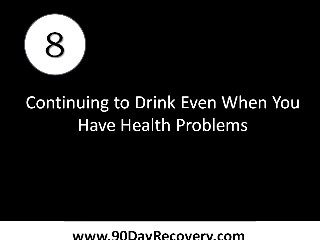 8
Continuing to Drink Even When You
Have Health Problems
www.90DayRecovery.com